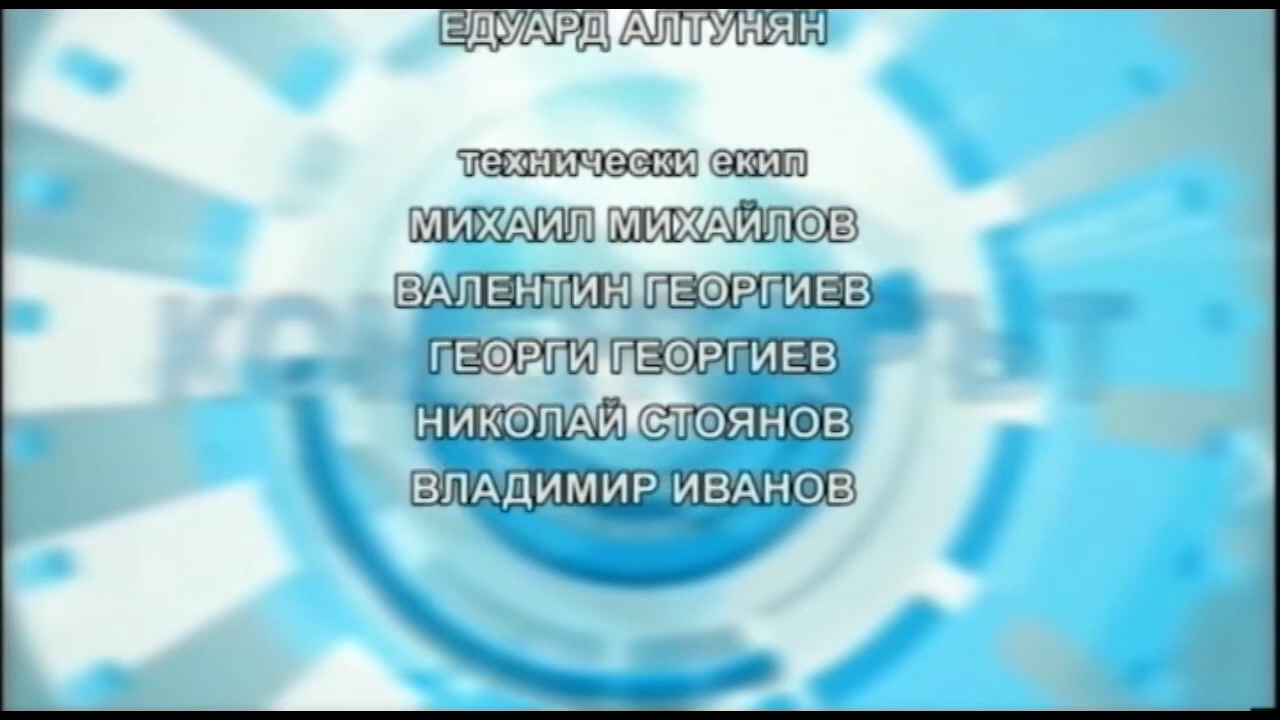 ЕДУАРД АЛТУНЯН
технически екип
МИХАИЛ МИХАЙЛОВ
ВАЛЕНТИН ГЕОРГИЕВ
ГЕОРГИ ГЕОРГИЕВ
НИКОЛАЙ СТОЯНОВ
ВЛАДИМИР ИВАНОВ